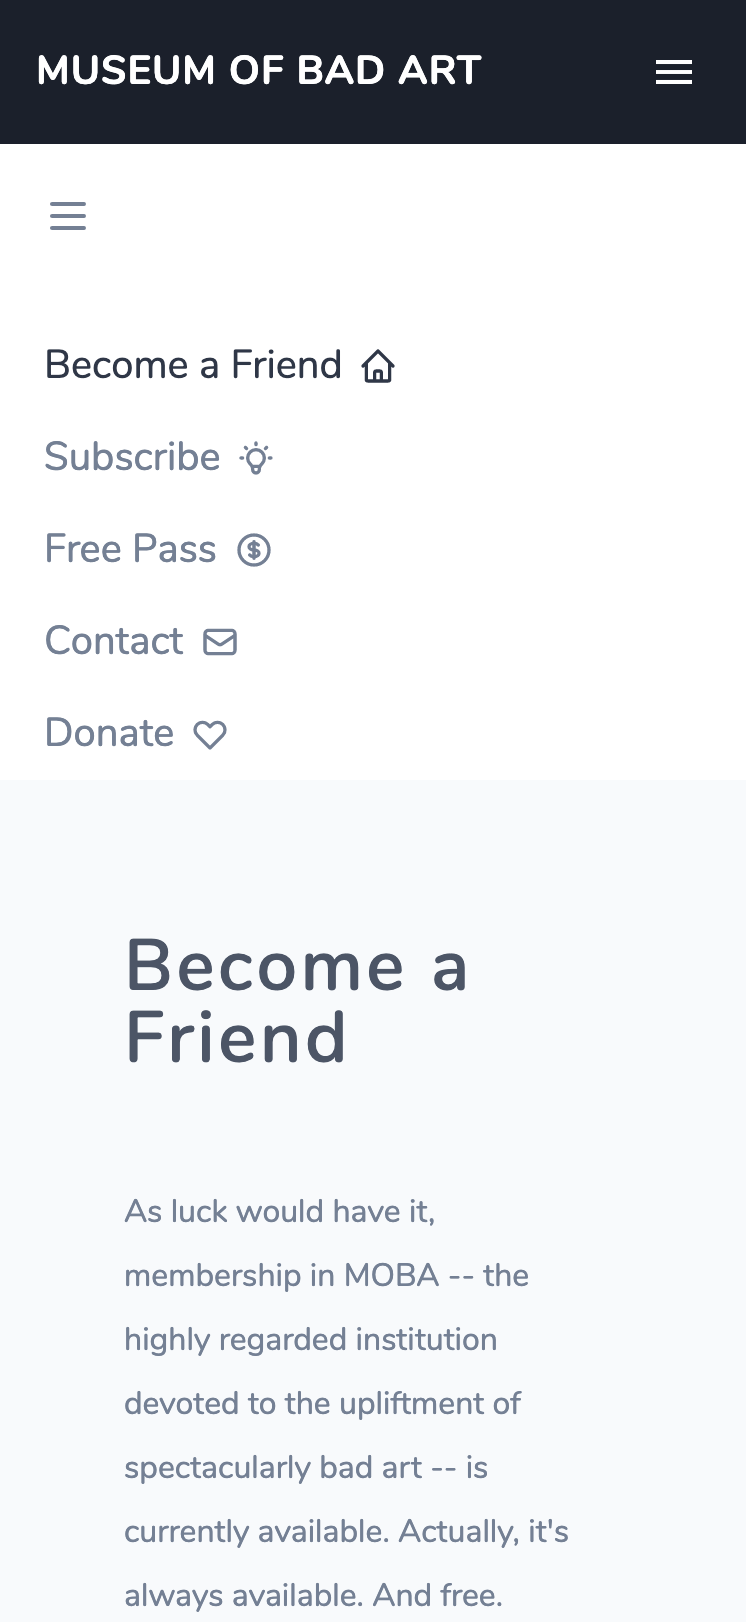 MUSEUM OF BAD ART
Become a Friend
Subscribe
Free Pass
Contact
Donate
Become a
Friend
As luck would have it,
membership in MOBA -- the
highly regarded institution
devoted to the upliftment of
spectacularly bad art -- is
currently available. Actually, it's
always available. And free.